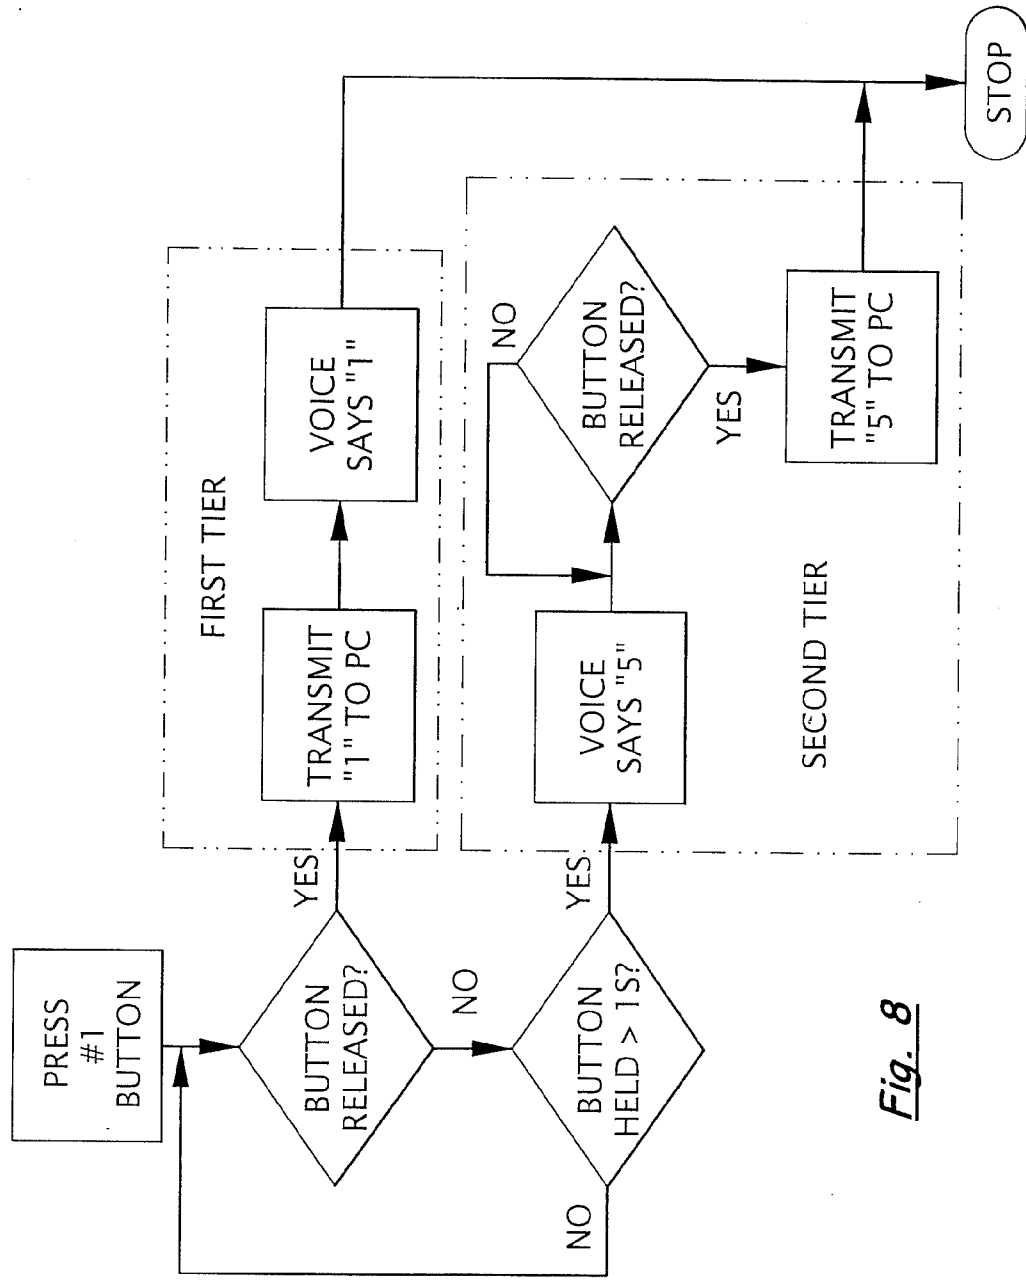 PRESS
#1
BUTTON
BUTTON
RELEASED?
YES
NO
FIRST TIER
TRANSMIT
"1" TO PC
VOICE
SAYS "1"
BUTTON
HELD > 1S?
NO
YES
VOICE
SAYS "5"
BUTTON
RELEASED?
NO
YES
TRANSMIT
"5" TO PC
SECOND TIER
STOP
Fig. 8